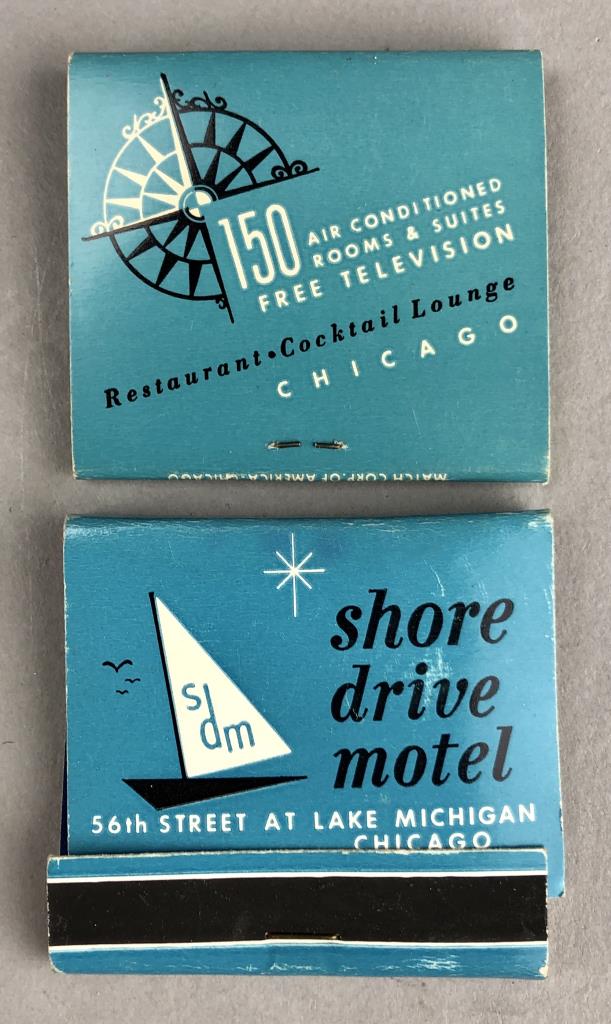 150
AIR CONDITIONED
ROOMS & SUITES
FREE TELEVISION
Restaurant•Cocktail Lounge
CHICAGO
MATCH CORP. OF AMERICA-CHICAGO
shore
drive
motel
sdm
56th STREET AT LAKE MICHIGAN
CHICAGO